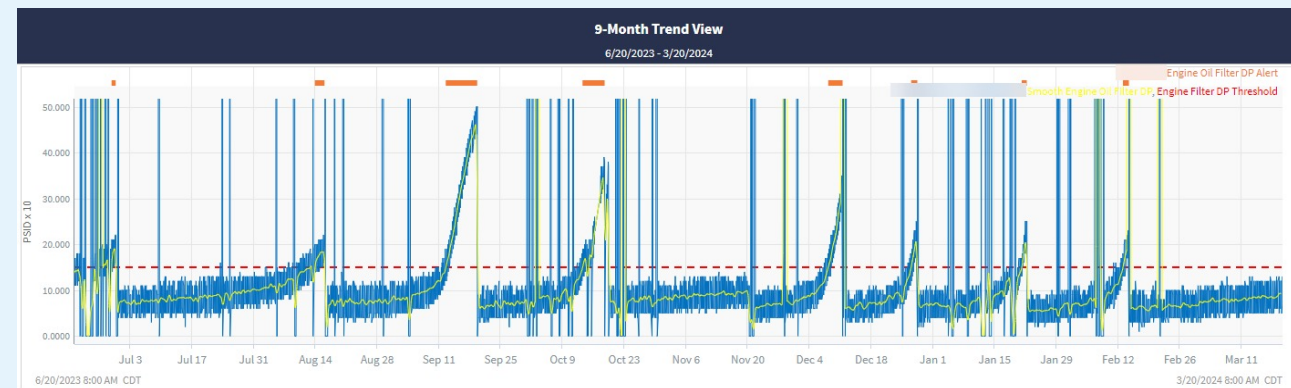 9-Month Trend View
6/20/2023 - 3/20/2024
Engine Oil Filter DP Alert
Smooth Engine Oil Filter DP, Engine Filter DP Threshold
PSID x 10
50.000
40.000
30.000
20.000
10.000
0.0000
Jul 3 Jul 17 Jul 31 Aug 14 Aug 28 Sep 11 Sep 25 Oct 9 Oct 23 Nov 6 Nov 20 Dec 4 Dec 18 Jan 1 Jan 15 Jan 29 Feb 12 Feb 26 Mar 11
6/20/2023 8:00 AM CDT 3/20/2024 8:00 AM CDT